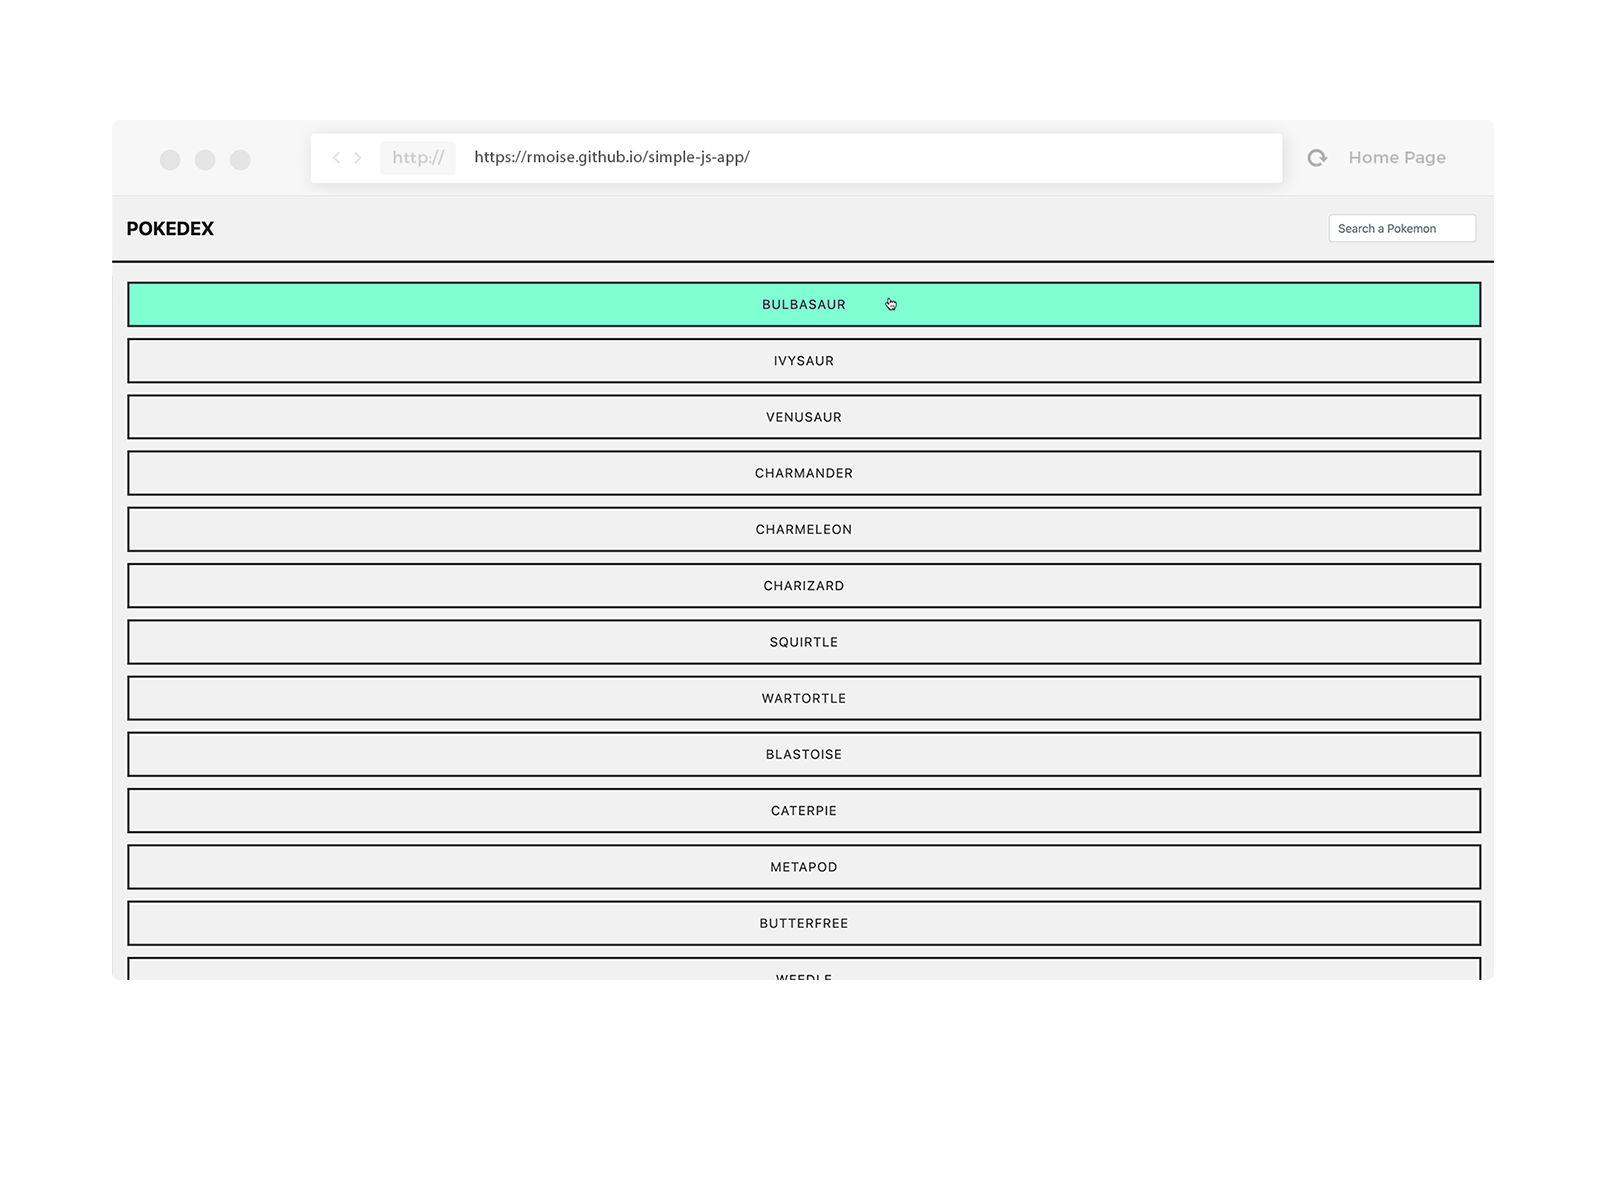 http:// https://rmoise.github.io/simple-js-app/ Home Page
POKEDEX Search a Pokemon
BULBASAUR
IVYSAUR
VENUSAUR
CHARMANDER
CHARMELEON
CHARIZARD
SQUIRTLE
WARTORTLE
BLASTOISE
CATERPIE
METAPOD
BUTTERFREE
WEEDLE